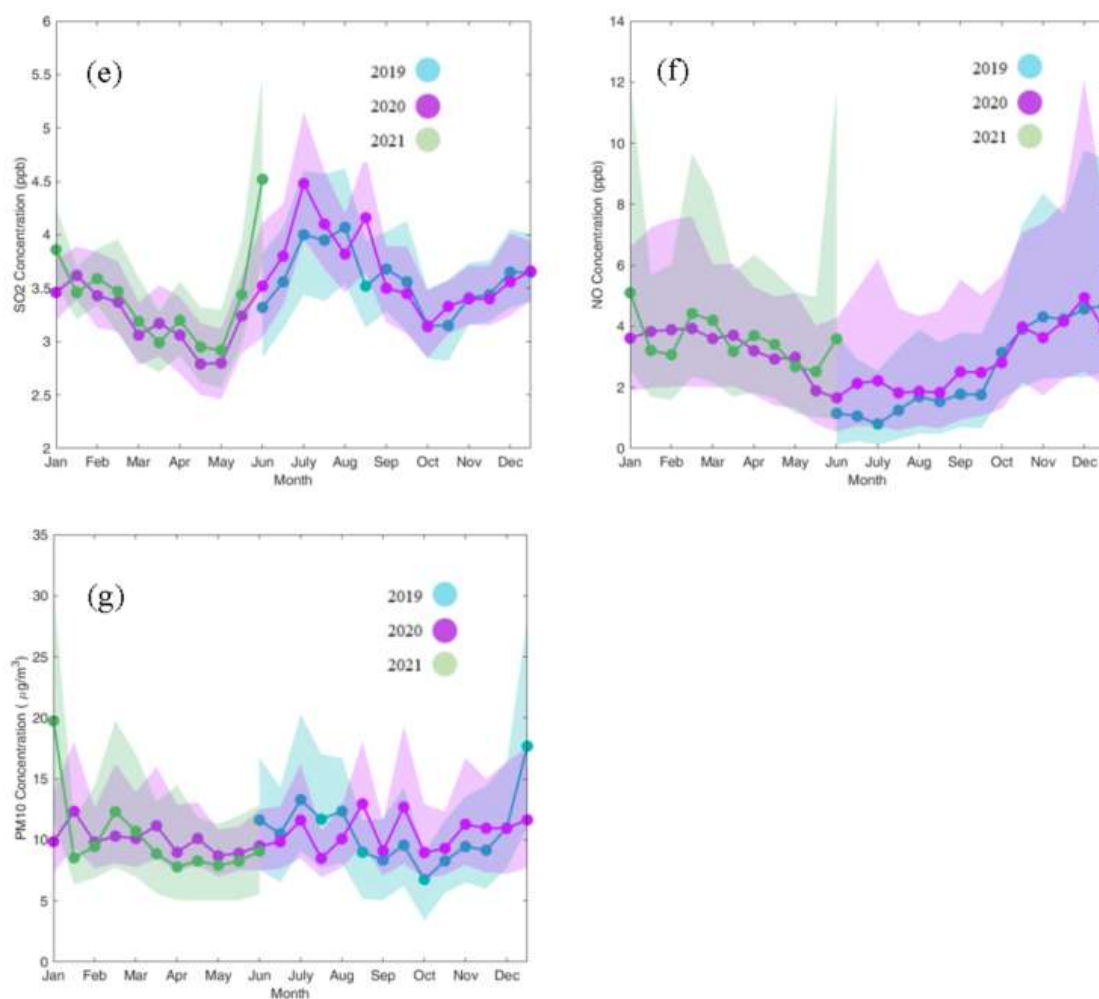 (e)
2019
2020
2021
6
5.5
5
4.5
4
3.5
3
2.5
2
SO2 Concentration (ppb)
Jan Feb Mar Apr May Jun July Aug Sep Oct Nov Dec
Month
(f)
2019
2020
2021
14
12
10
8
6
4
2
0
NO Concentration (ppb)
Jan Feb Mar Apr May Jun July Aug Sep Oct Nov Dec
Month
(g)
2019
2020
2021
35
30
25
20
15
10
5
0
PM10 Concentration ( μg/m³)
Jan Feb Mar Apr May Jun July Aug Sep Oct Nov Dec
Month